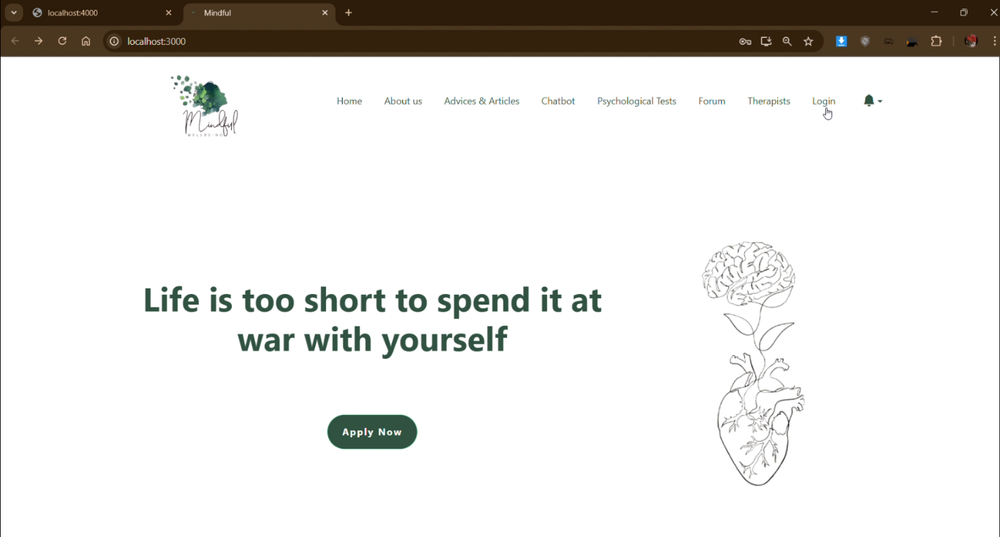 localhost:4000
Mindful
localhost:3000
Mindful
WELLBEING
Home
About us
Advices & Articles
Chatbot
Psychological Tests
Forum
Therapists
Login
Life is too short to spend it at
war with yourself
Apply Now